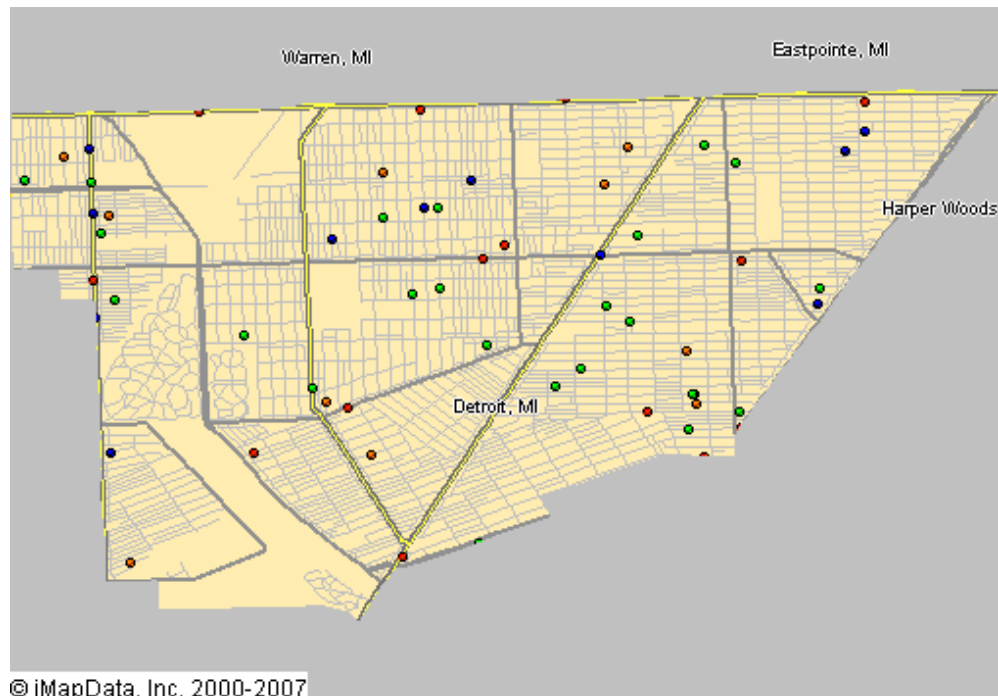 Eastpointe, MI
Warren, MI
Harper Woods
Detroit, MI
© iMapData, Inc. 2000-2007